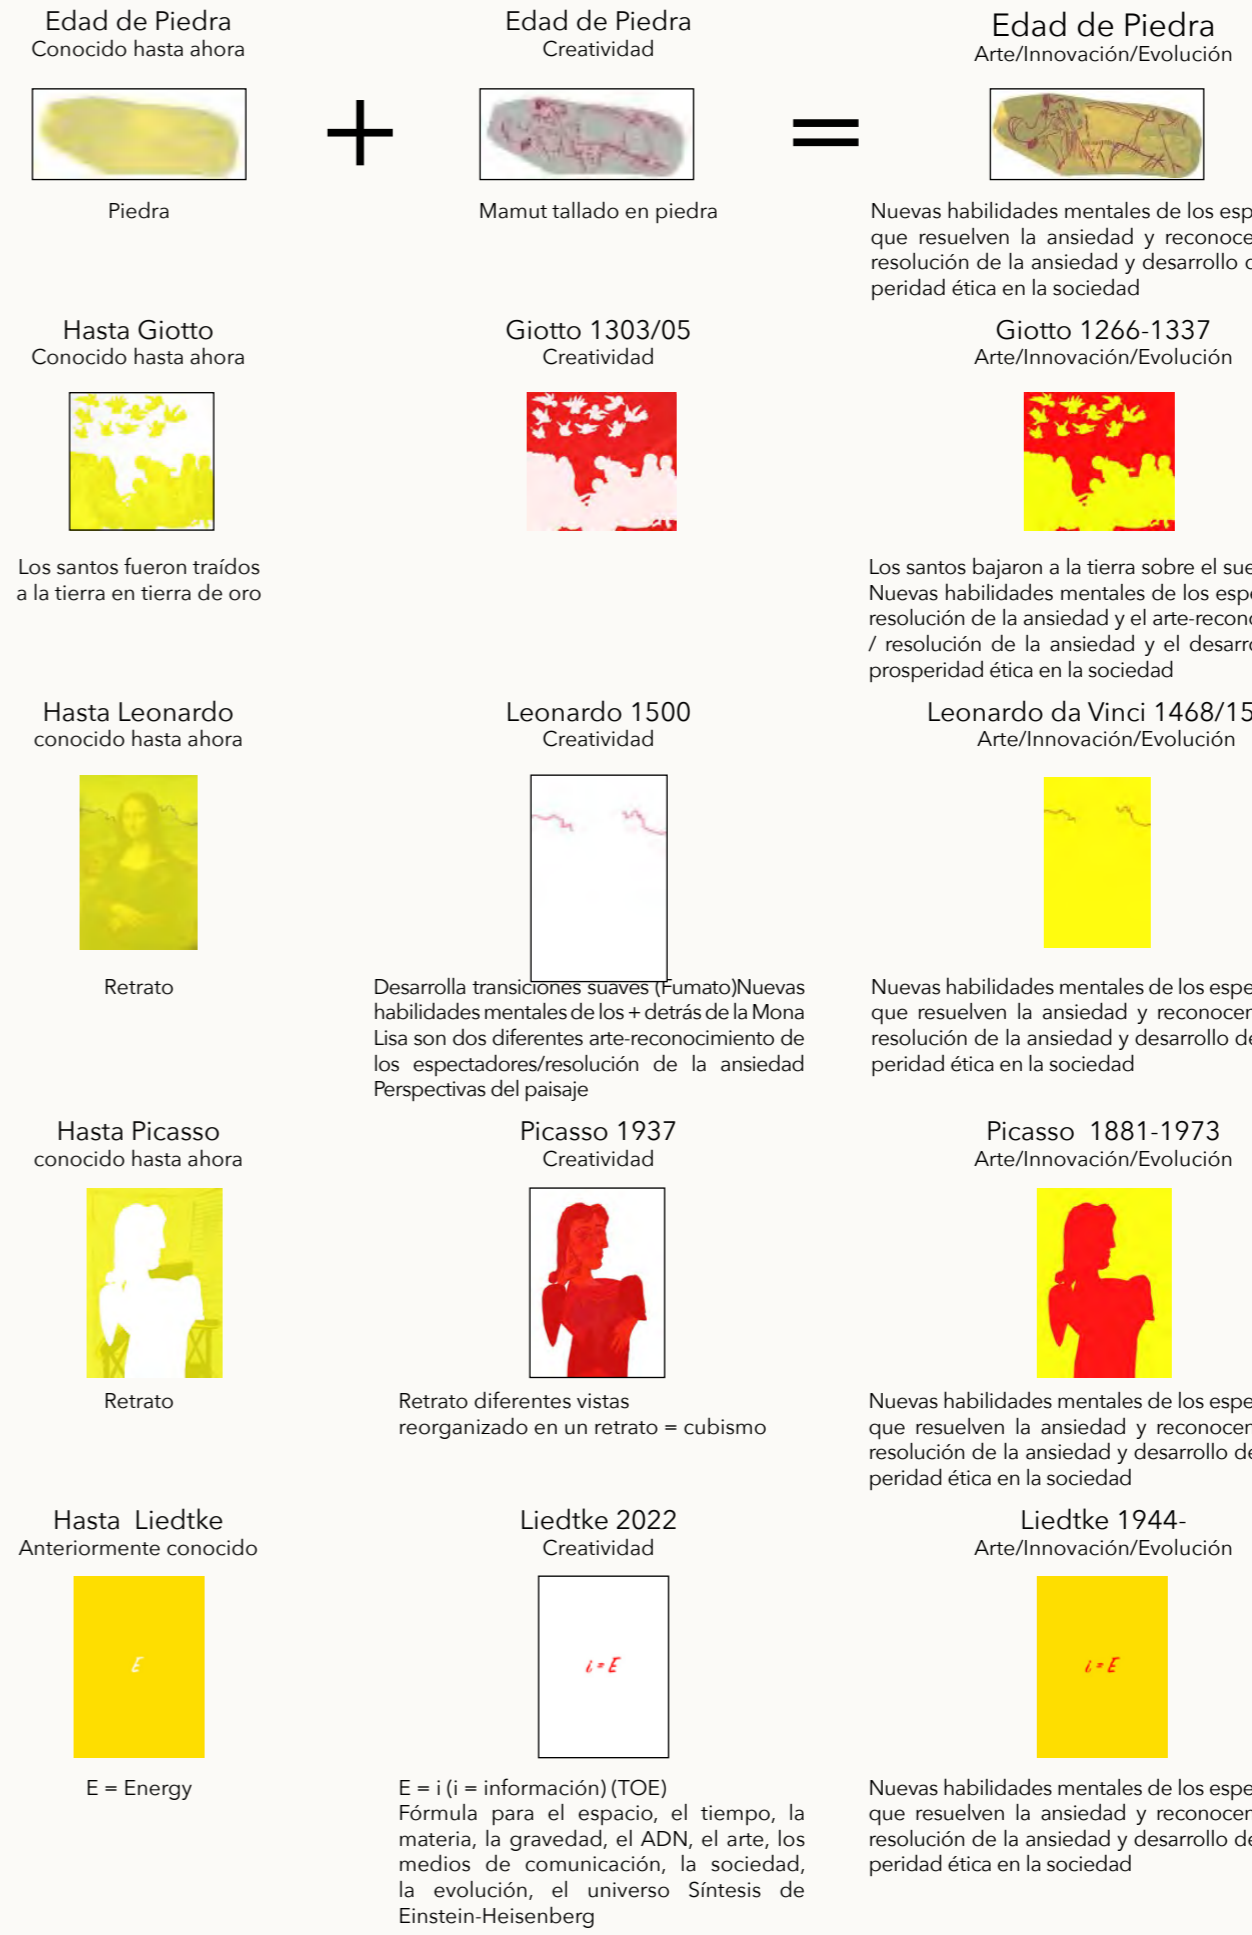 Edad de Piedra
Conocido hasta ahora
Edad de Piedra
Creatividad
Edad de Piedra
Arte/Innovación/Evolución
+
=
Piedra
Mamut tallado en piedra
Nuevas habilidades mentales de los esp
que resuelven la ansiedad y reconoce
resolución de la ansiedad y desarrollo
peridad ética en la sociedad
Hasta Giotto
Conocido hasta ahora
Giotto 1303/05
Creatividad
Giotto 1266-1337
Arte/Innovación/Evolución
Los santos fueron traídos
a la tierra en tierra de oro
Los santos bajaron a la tierra sobre el sue
Nuevas habilidades mentales de los espe
resolución de la ansiedad y el arte-recono
/ resolución de la ansiedad y el desarro
prosperidad ética en la sociedad
Hasta Leonardo
conocido hasta ahora
Leonardo 1500
Creatividad
Leonardo da Vinci 1468/15
Arte/Innovación/Evolución
Retrato
Desarrolla transiciones suaves (Fumato)Nuevas
habilidades mentales de los + detrás de la Mona
Lisa son dos diferentes arte-reconocimiento de
los espectadores/resolución de la ansiedad
Perspectivas del paisaje
Nuevas habilidades mentales de los espe
que resuelven la ansiedad y reconocen
resolución de la ansiedad y desarrollo de
peridad ética en la sociedad
Hasta Picasso
conocido hasta ahora
Picasso 1937
Creatividad
Picasso 1881-1973
Arte/Innovación/Evolución
Retrato
Retrato diferentes vistas
reorganizado en un retrato = cubismo
Nuevas habilidades mentales de los espe
que resuelven la ansiedad y reconocen
resolución de la ansiedad y desarrollo de
peridad ética en la sociedad
Hasta Liedtke
Anteriormente conocido
Liedtke 2022
Creatividad
Liedtke 1944-
Arte/Innovación/Evolución
E
i = E
i = E
E = Energy
E = i (i = información) (TOE)
Fórmula para el espacio, el tiempo, la
materia, la gravedad, el ADN, el arte, los
medios de comunicación, la sociedad,
la evolución, el universo Síntesis de
Einstein-Heisenberg
Nuevas habilidades mentales de los espe
que resuelven la ansiedad y reconocen
resolución de la ansiedad y desarrollo de
peridad ética en la sociedad